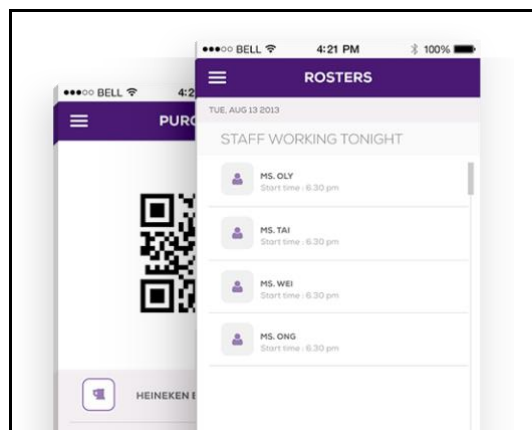 BELL 4:21 PM 100%
ROSTERS
TUE, AUG 13 2013
STAFF WORKING TONIGHT
MS. OLY
Start time : 6.30 pm
MS. TAI
Start time : 6.30 pm
MS. WEI
Start time : 6.30 pm
MS. ONG
Start time : 6.30 pm
BELL 4:2
PURC
HEINEKEN